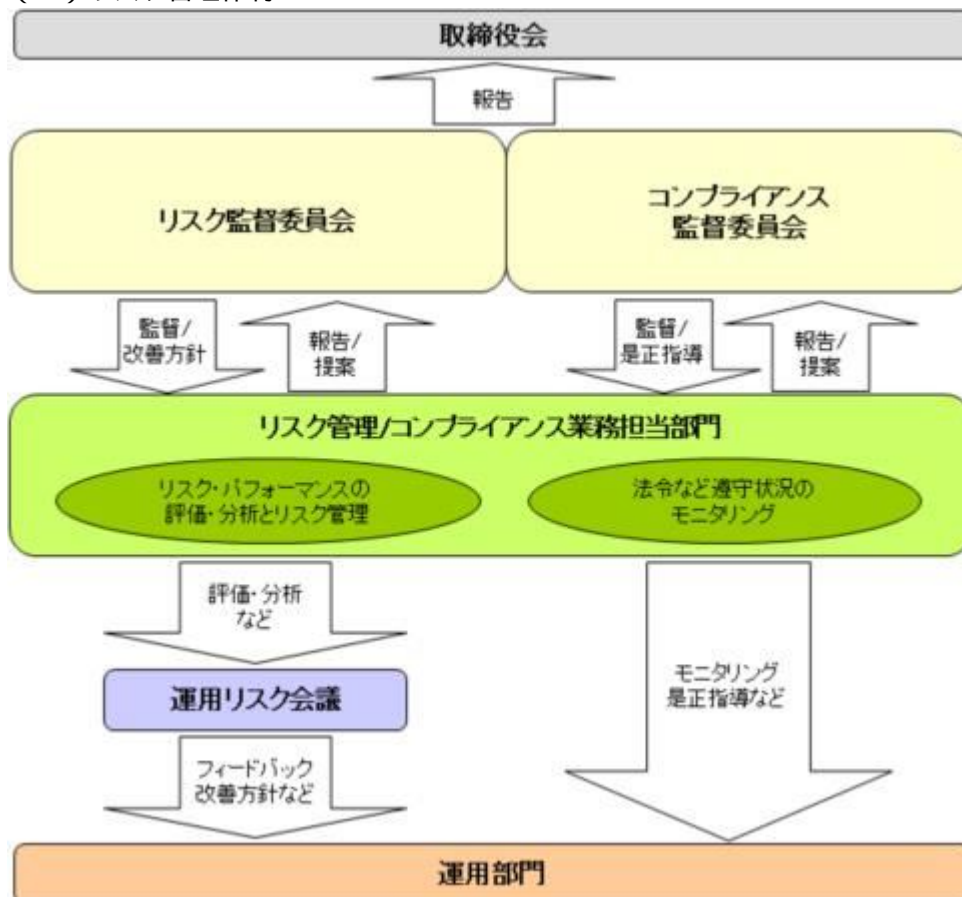 取締役会
報告
リスク監督委員会
コンプライアンス
監督委員会
監督/
改善方針
報告/
提案
監督/
是正指導
報告/
提案
リスク管理/コンプライアンス業務担当部門
リスク・パフォーマンスの
評価・分析とリスク管理
法令など遵守状況の
モニタリング
評価・分析
など
運用リスク会議
モニタリング
是正指導など
フィードバック
改善方針など
運用部門